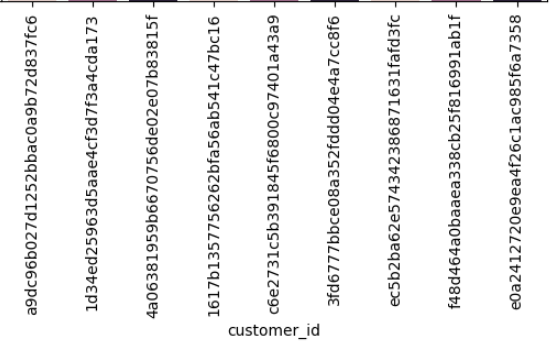 a9dc96b027d1252bbac0a9b72d837fc6
1d34ed25963d5aae4cf3d7f3a4cda173
4a06381959b6670756de02e07b83815f
1617b1357756262bfa56ab541c47bc16
c6e2731c5b391845f6800c97401a43a9
3fd6777bbce08a352fddd04e4a7cc8f6
ec5b2ba62e574342386871631fafd3fc
f48d464a0baaea338cb25f816991ab1f
e0a2412720e9ea4f26c1ac985f6a7358
customer_id